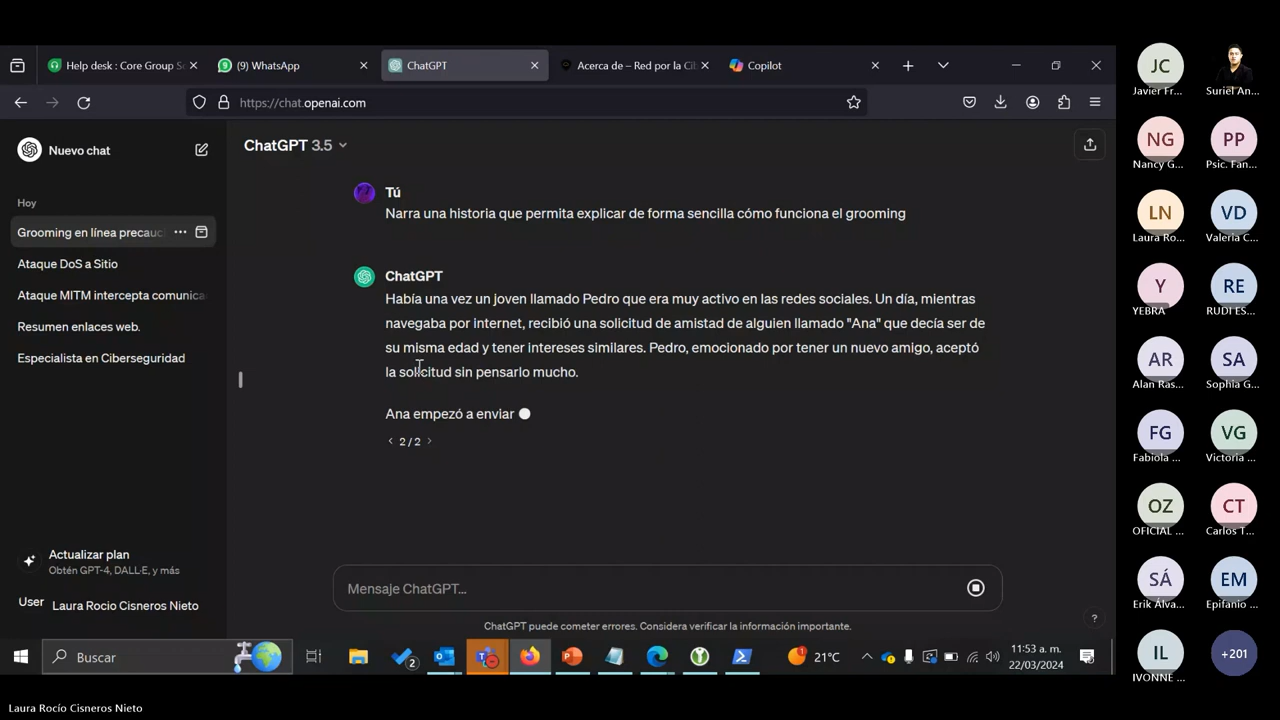 Help desk : Core Group S
(9) WhatsApp
ChatGPT
Acerca de – Red por la Cib
Copilot
https://chat.openai.com
JC
Javier Fr...
Suriel An...
Nuevo chat
ChatGPT 3.5
Hoy
Grooming en línea precauc
Ataque DoS a Sitio
Ataque MITM intercepta comunica
Resumen enlaces web.
Especialista en Ciberseguridad
Tú
Narra una historia que permita explicar de forma sencilla cómo funciona el grooming
ChatGPT
Había una vez un joven llamado Pedro que era muy activo en las redes sociales. Un día, mientras
navegaba por internet, recibió una solicitud de amistad de alguien llamado "Ana" que decía ser de
su misma edad y tener intereses similares. Pedro, emocionado por tener un nuevo amigo, aceptó
la solicitud sin pensarlo mucho.
Ana empezó a enviar
2 / 2
Actualizar plan
Obtén GPT-4, DALL·E, y más
User
Laura Rocio Cisneros Nieto
Mensaje ChatGPT...
ChatGPT puede cometer errores. Considera verificar la información importante.
?
NG
Nancy G...
PP
Psic. Fan...
LN
Laura Ro...
VD
Valeria C...
Y
YEBRA
RE
RUDI ES...
AR
Alan Ras...
SA
Sophia G...
FG
Fabiola ...
VG
Victoria ...
OZ
OFICIAL ...
CT
Carlos T...
SÁ
Erik Álva...
EM
Epifanio ...
IL
IVONNE ...
+201
Buscar
2
1
21°C
11:53 a. m.
22/03/2024
Laura Rocío Cisneros Nieto